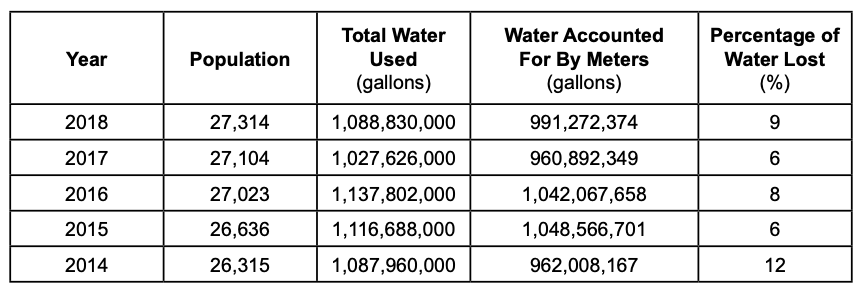 Year Population Total Water Used (gallons) Water Accounted For By Meters (gallons) Percentage of Water Lost (%)
2018 27,314 1,088,830,000 991,272,374 9
2017 27,104 1,027,626,000 960,892,349 6
2016 27,023 1,137,802,000 1,042,067,658 8
2015 26,636 1,116,688,000 1,048,566,701 6
2014 26,315 1,087,960,000 962,008,167 12